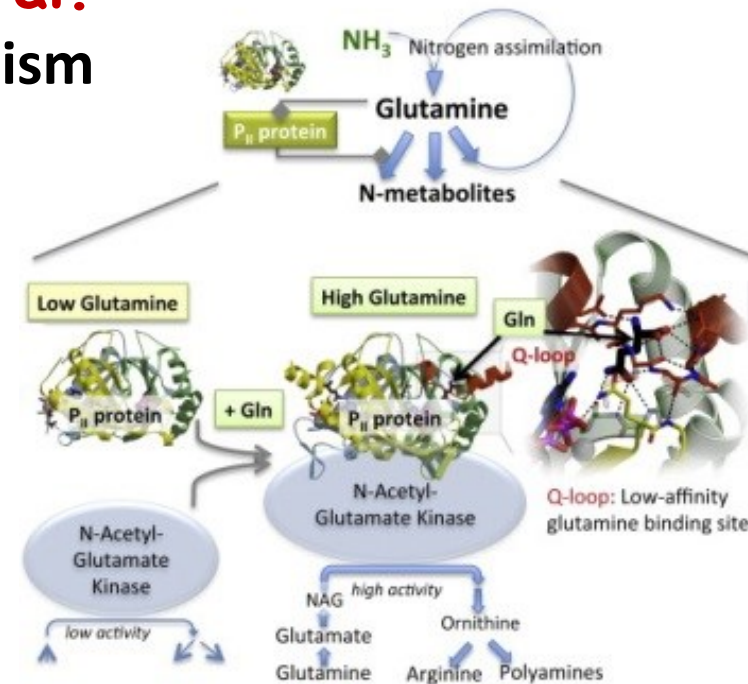 ism
NH3 Nitrogen assimilation
PII protein
Glutamine
N-metabolites
Low Glutamine
High Glutamine
Gln
Q-loop
PII protein
+ Gln
PII protein
N-Acetyl-
Glutamate
Kinase
N-Acetyl-
Glutamate Kinase
Q-loop: Low-affinity
glutamine binding site
low activity
high activity
NAG
Glutamate
Glutamine
Ornithine
Arginine Polyamines